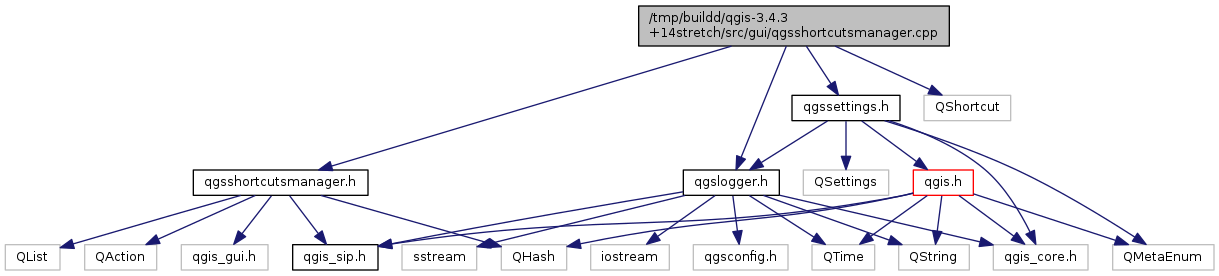 /tmp/buildd/qgis-3.4.3
+14stretch/src/gui/qgsshortcutsmanager.cpp
qgssettings.h
QShortcut
qgsshortcutsmanager.h
qgslogger.h
QSettings
qgis.h
QList
QAction
qgis_gui.h
qgis_sip.h
sstream
QHash
iostream
qgsconfig.h
QTime
QString
qgis_core.h
QMetaEnum